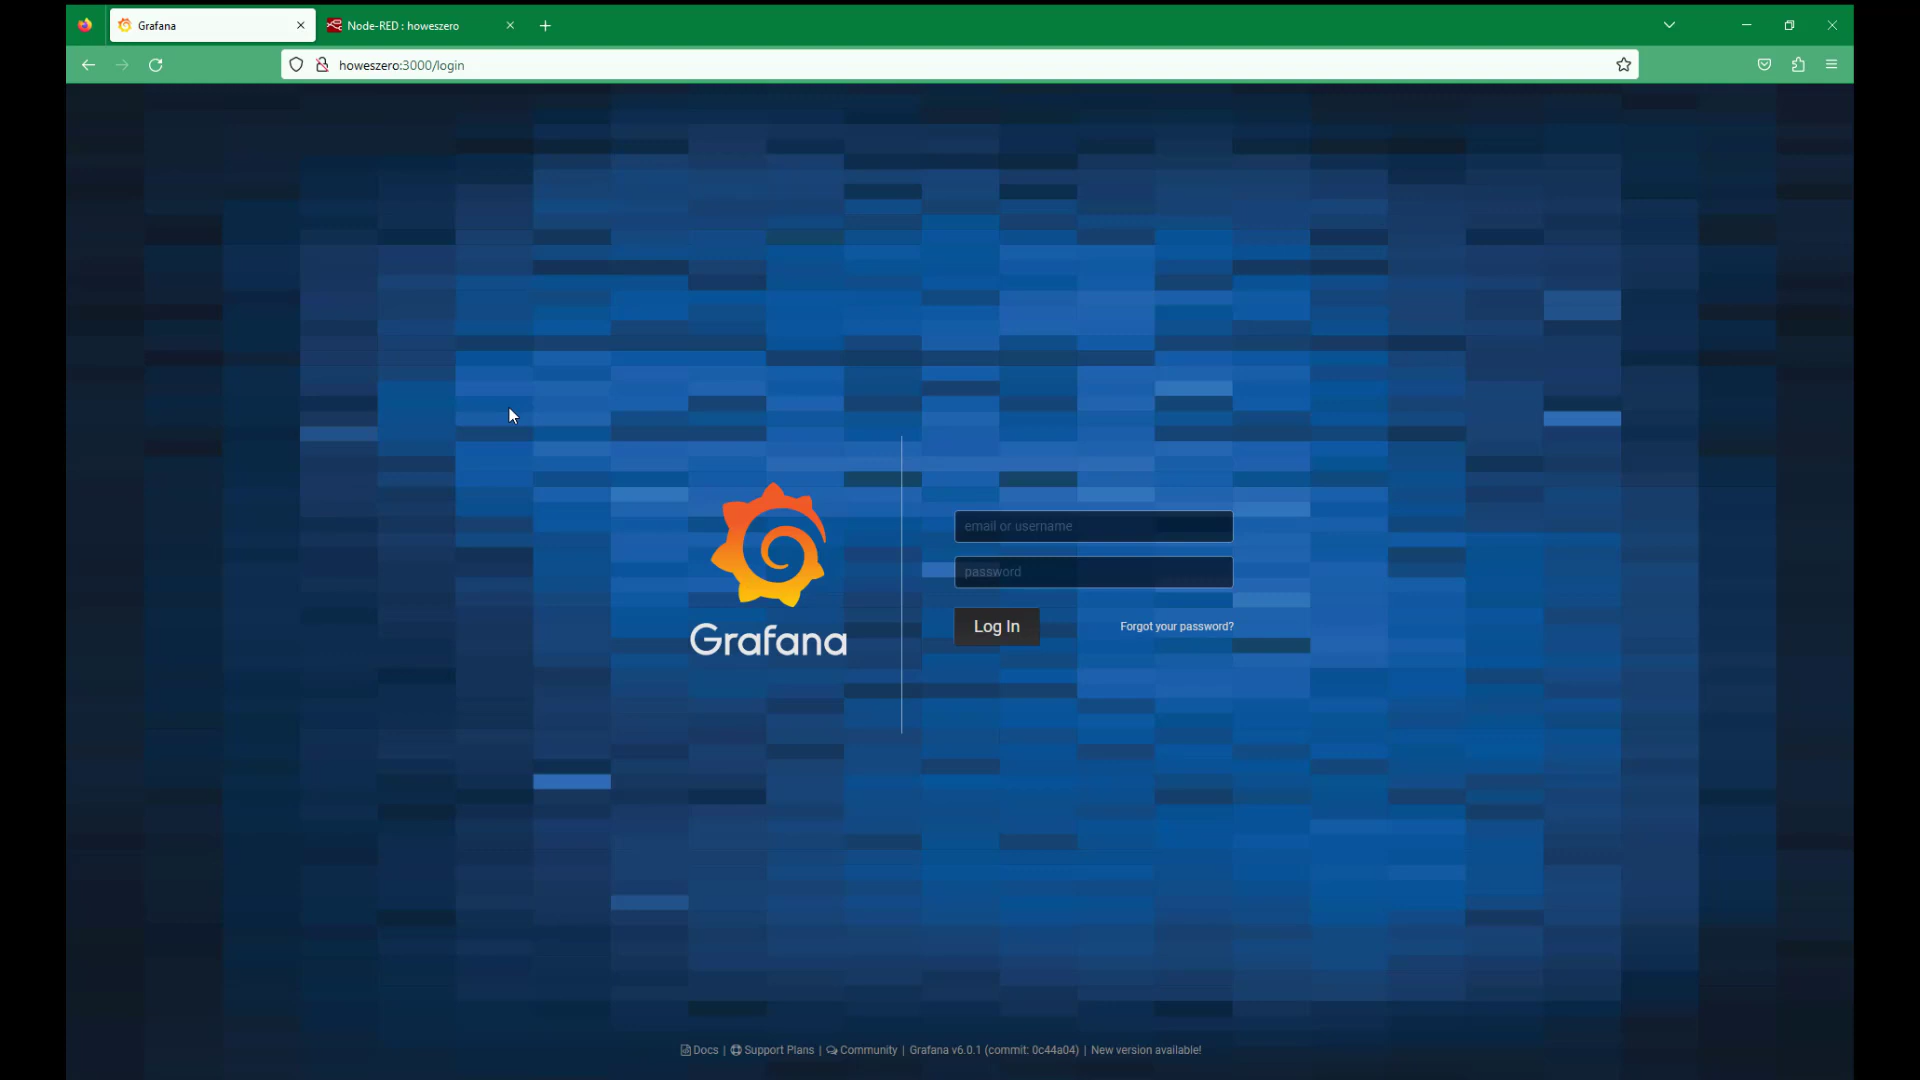 Grafana
Node-RED : howeszero
howeszero:3000/login
email or username
password
Log In
Forgot your password?
Grafana
Docs | Support Plans | Community | Grafana v6.0.1 (commit: 0c44a04) | New version available!